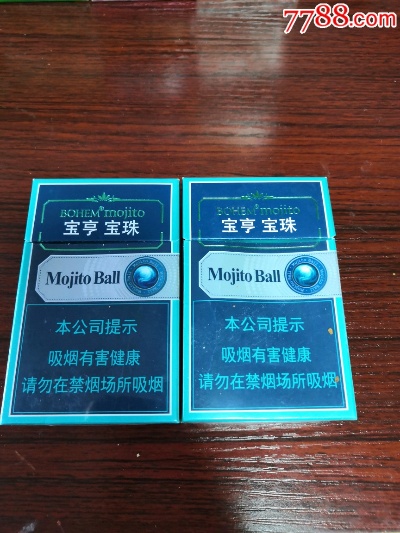 7788.com
BOHEM mojito
宝亨 宝珠
Mojito Ball
本公司提示
吸烟有害健康
请勿在禁烟场所吸烟
BOHEM mojito
宝亨 宝珠
Mojito Ball
本公司提示
吸烟有害健康
请勿在禁烟场所吸烟